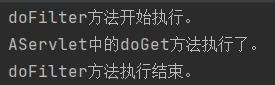 doFilter方法开始执行。
AServlet中的doGet方法执行了。
doFilter方法执行结束。